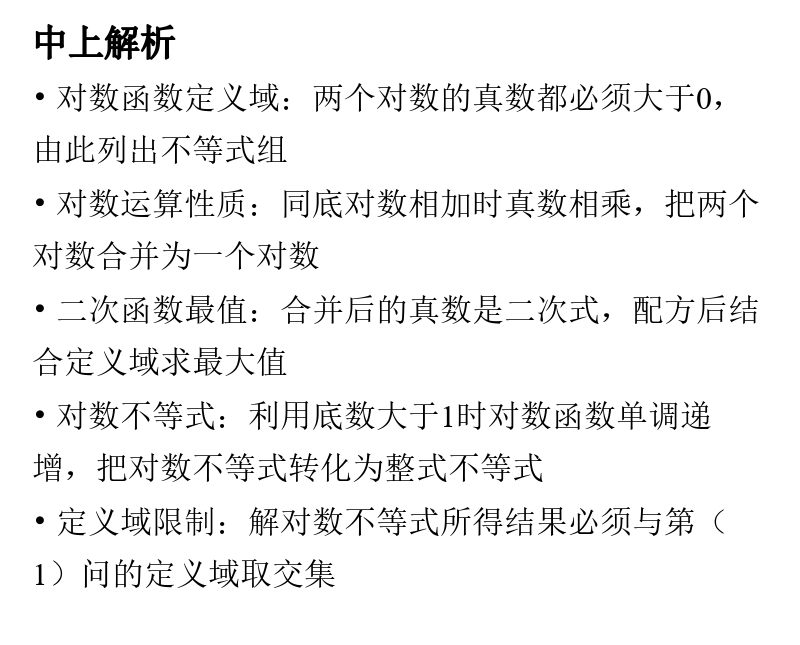 中上解析
• 对数函数定义域：两个对数的真数都必须大于0，
由此列出不等式组
• 对数运算性质：同底对数相加时真数相乘，把两个
对数合并为一个对数
• 二次函数最值：合并后的真数是二次式，配方后结
合定义域求最大值
• 对数不等式：利用底数大于1时对数函数单调递
增，把对数不等式转化为整式不等式
• 定义域限制：解对数不等式所得结果必须与第（
1）问的定义域取交集